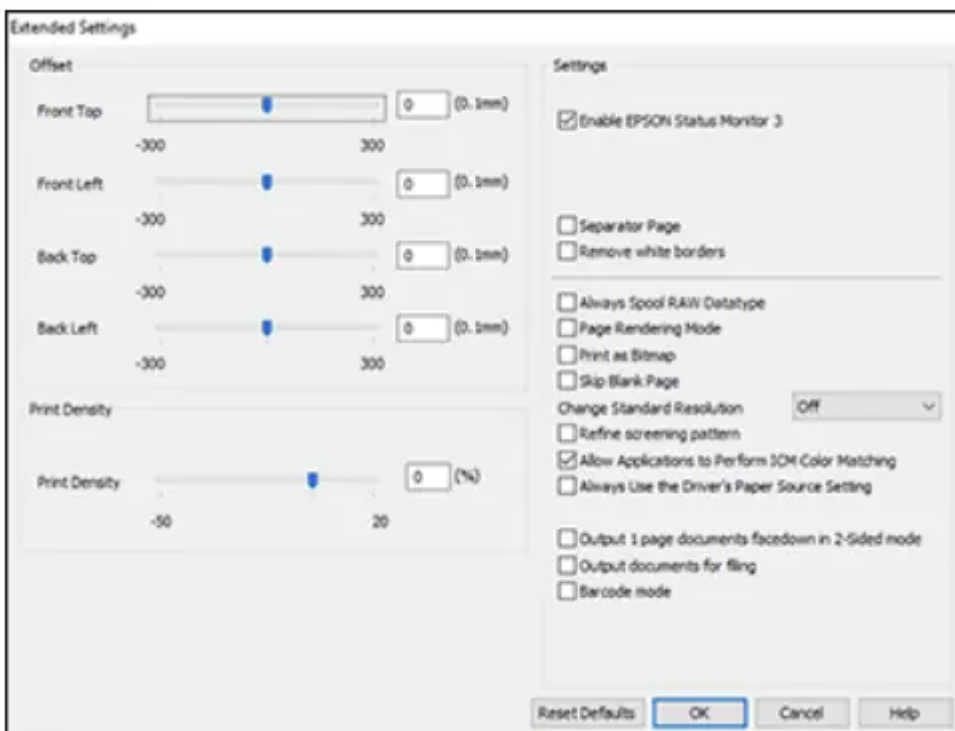 Extended Settings
Offset
Front Top
0 (0.1mm)
-300 300
Front Left
0 (0.1mm)
-300 300
Back Top
0 (0.1mm)
-300 300
Back Left
0 (0.1mm)
-300 300
Print Density
Print Density
0 (%)
-50 20
Settings
Enable EPSON Status Monitor 3
Separator Page
Remove white borders
Always Spool RAW Datatype
Page Rendering Mode
Print as Bitmap
Skip Blank Page
Change Standard Resolution Off
Refine screening pattern
Allow Applications to Perform ICM Color Matching
Always Use the Driver's Paper Source Setting
Output 1 page documents facedown in 2-Sided mode
Output documents for filing
Barcode mode
Reset Defaults OK Cancel Help